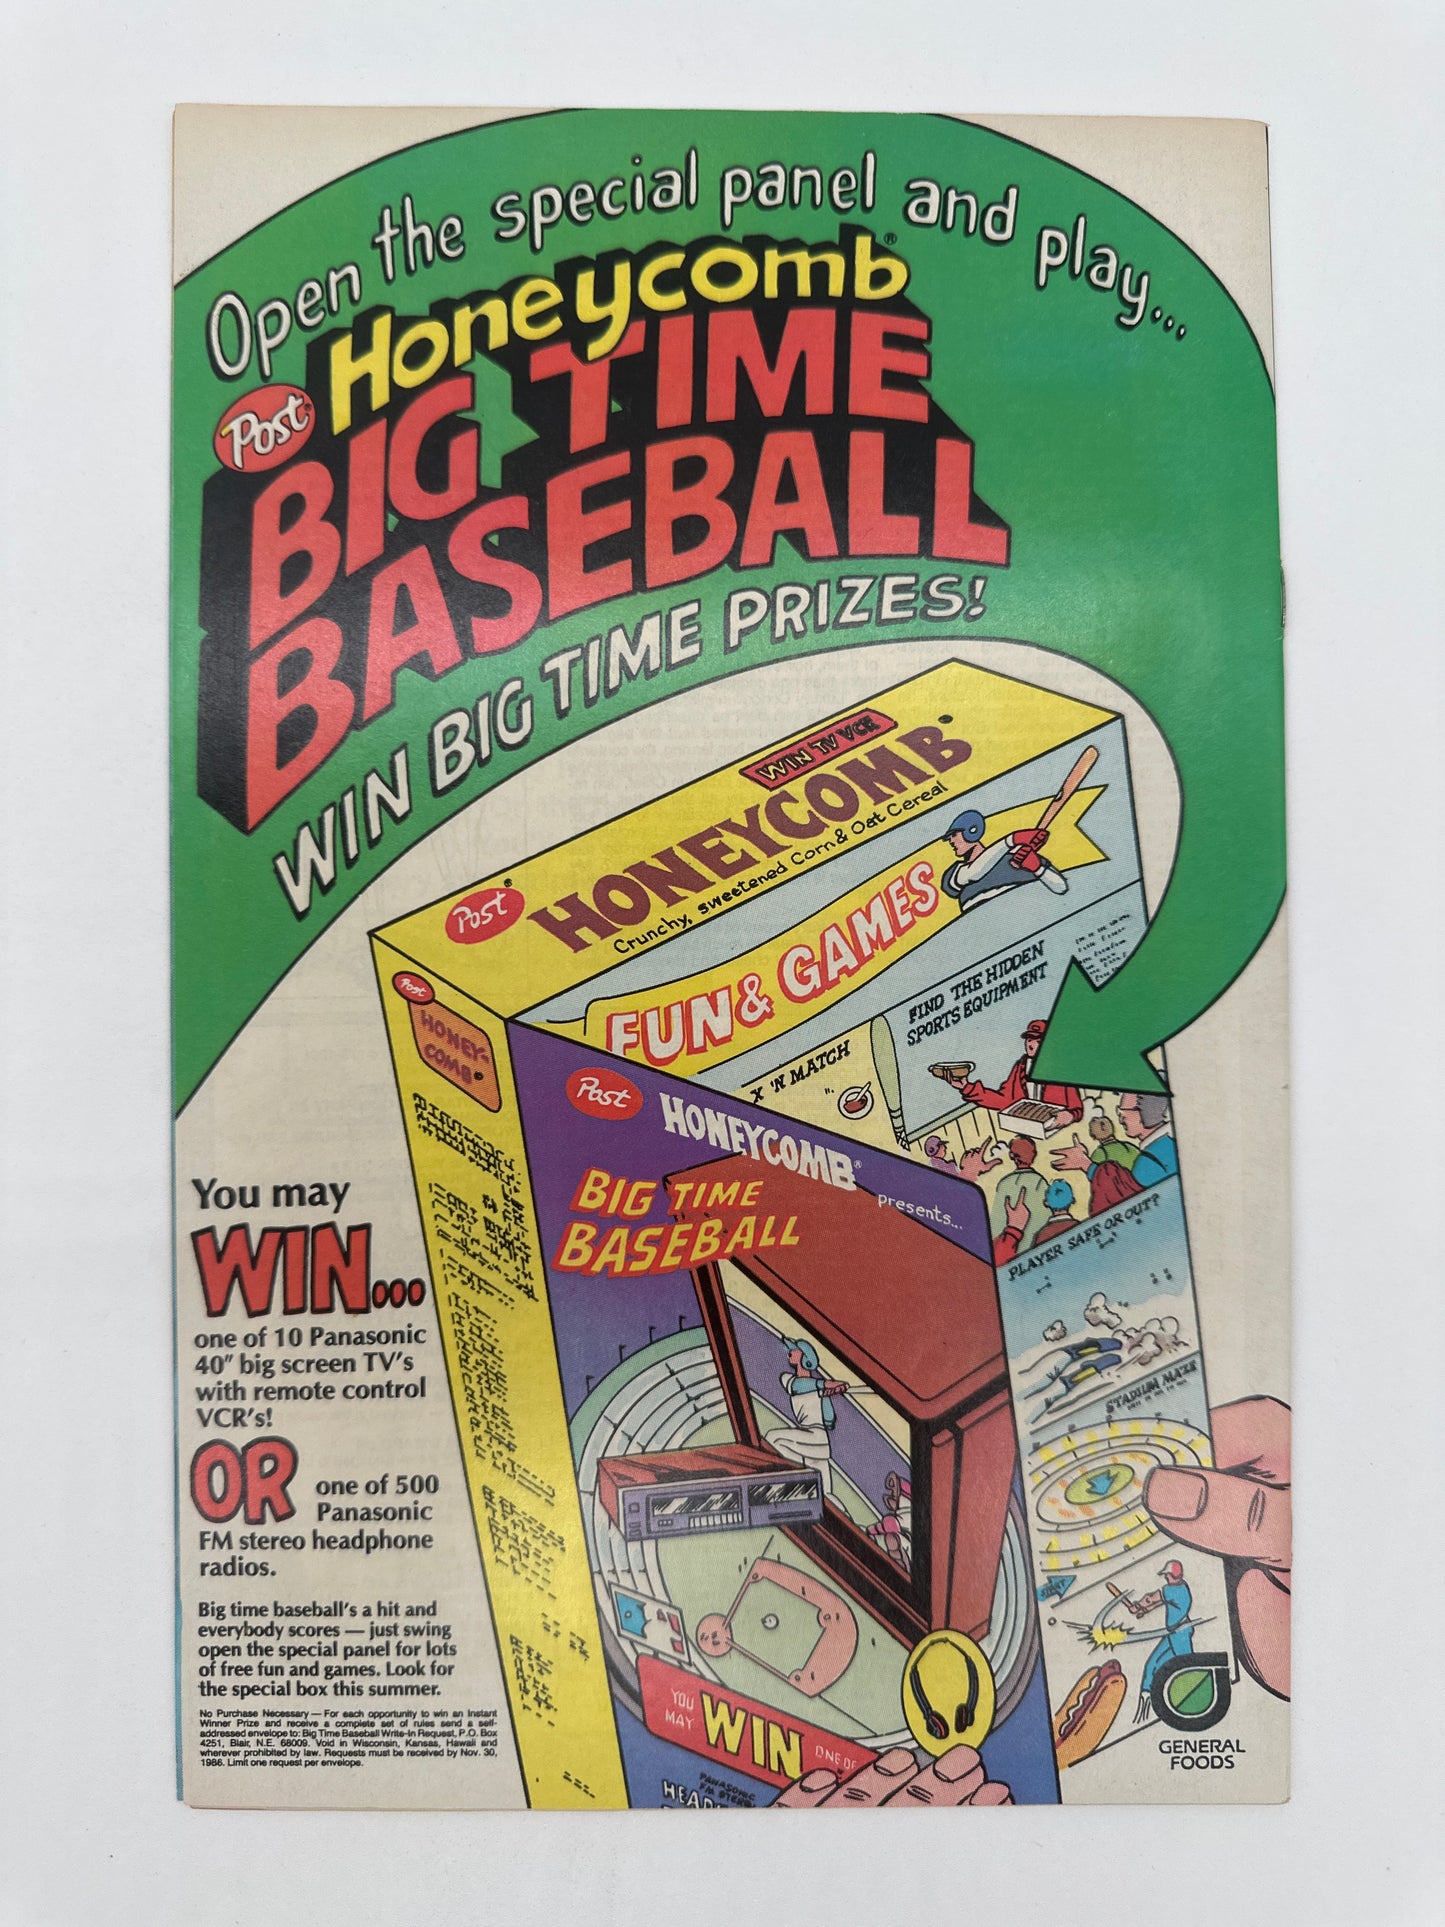 Open the special panel and play...
Post®
Honeycomb®
BIG TIME
BASEBALL
WIN BIG TIME PRIZES!
WIN TV VCR
Post®
HONEYCOMB®
Crunchy, sweetened Corn & Oat Cereal
FUN & GAMES
FIND THE HIDDEN
SPORTS EQUIPMENT
X 'N MATCH
Post
HONEY-
COMB®
Post
HONEYCOMB®
presents...
BIG TIME
BASEBALL
PLAYER SAFE OR OUT?
STADIUM MAZE
START
You may
WIN...
one of 10 Panasonic
40" big screen TV's
with remote control
VCR's!
OR one of 500
Panasonic
FM stereo headphone
radios.
Big time baseball's a hit and
everybody scores — just swing
open the special panel for lots
of free fun and games. Look for
the special box this summer.
No Purchase Necessary — For each opportunity to win an Instant
Winner Prize and receive a complete set of rules send a self-
addressed envelope to: Big Time Baseball Write-In Request, P.O. Box
4251, Blair, N.E. 68009. Void in Wisconsin, Kansas, Hawaii and
wherever prohibited by law. Requests must be received by Nov. 30,
1986. Limit one request per envelope.
YOU
MAY
WIN
ONE OF
PANASONIC
FM STEREO
GENERAL
FOODS